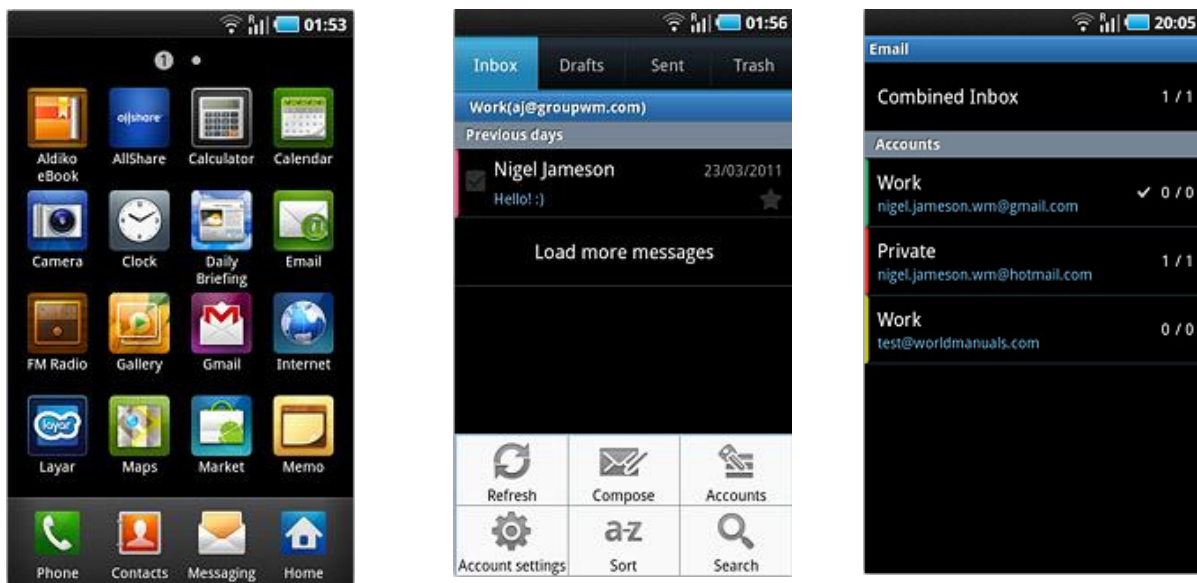 R 01:53
1
allshare
Aldiko AllShare Calculator Calendar
eBook
Camera Clock Daily Email
Briefing
FM Radio Gallery Gmail Internet
layar
Layar Maps Market Memo
Phone Contacts Messaging Home
R 01:56
Inbox Drafts Sent Trash
Work(aj@groupwm.com)
Previous days
Nigel Jameson 23/03/2011
Hello! :)
Load more messages
Refresh Compose Accounts
a-z
Account settings Sort Search
R 20:05
Email
Combined Inbox 1 / 1
Accounts
Work 0 / 0
nigel.jameson.wm@gmail.com
Private 1 / 1
nigel.jameson.wm@hotmail.com
Work 0 / 0
test@worldmanuals.com